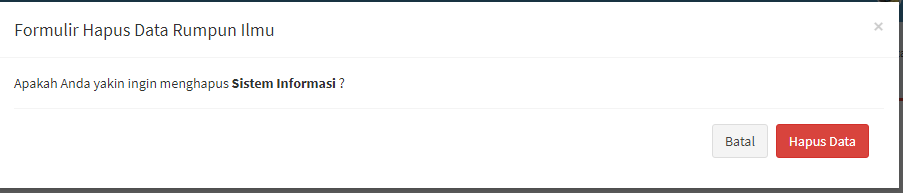 Formulir Hapus Data Rumpun Ilmu
×
Apakah Anda yakin ingin menghapus Sistem Informasi ?
Batal
Hapus Data